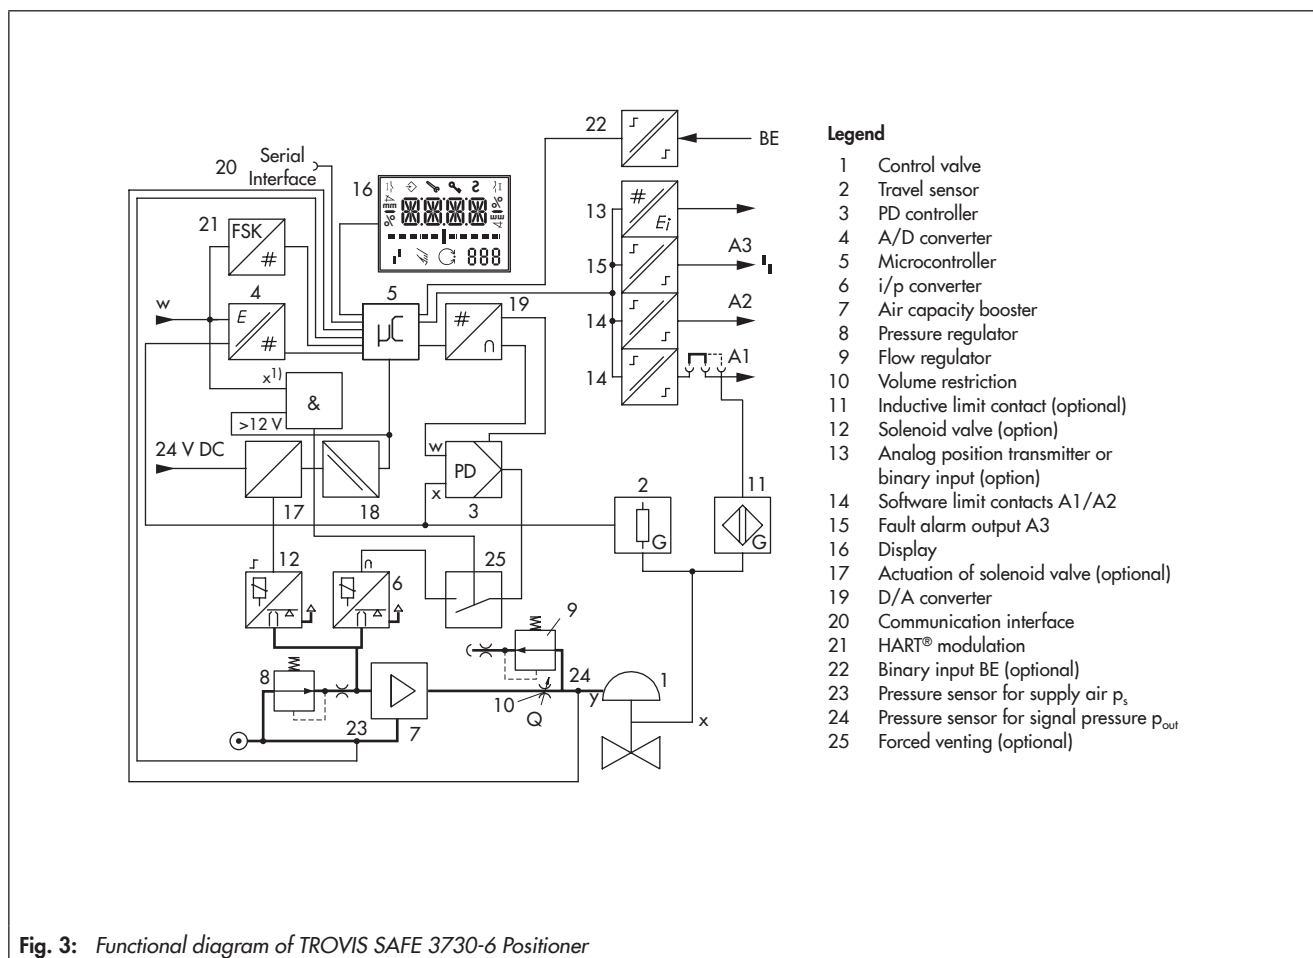 22
BE
20
Serial
Interface
16
mm
%
%
888
13
#
Ei
21
FSK
#
15
A3
w
4
E
#
5
µC
19
#
∩
14
A2
14
A1
x1)
&
>12 V
24 V DC
w
PD
x
3
17
18
2
G
11
G
12
6
25
9
8
24
1
10
y
Q
x
23
7
Legend
1 Control valve
2 Travel sensor
3 PD controller
4 A/D converter
5 Microcontroller
6 i/p converter
7 Air capacity booster
8 Pressure regulator
9 Flow regulator
10 Volume restriction
11 Inductive limit contact (optional)
12 Solenoid valve (option)
13 Analog position transmitter or
binary input (option)
14 Software limit contacts A1/A2
15 Fault alarm output A3
16 Display
17 Actuation of solenoid valve (optional)
19 D/A converter
20 Communication interface
21 HART® modulation
22 Binary input BE (optional)
23 Pressure sensor for supply air ps
24 Pressure sensor for signal pressure pout
25 Forced venting (optional)
Fig. 3: Functional diagram of TROVIS SAFE 3730-6 Positioner